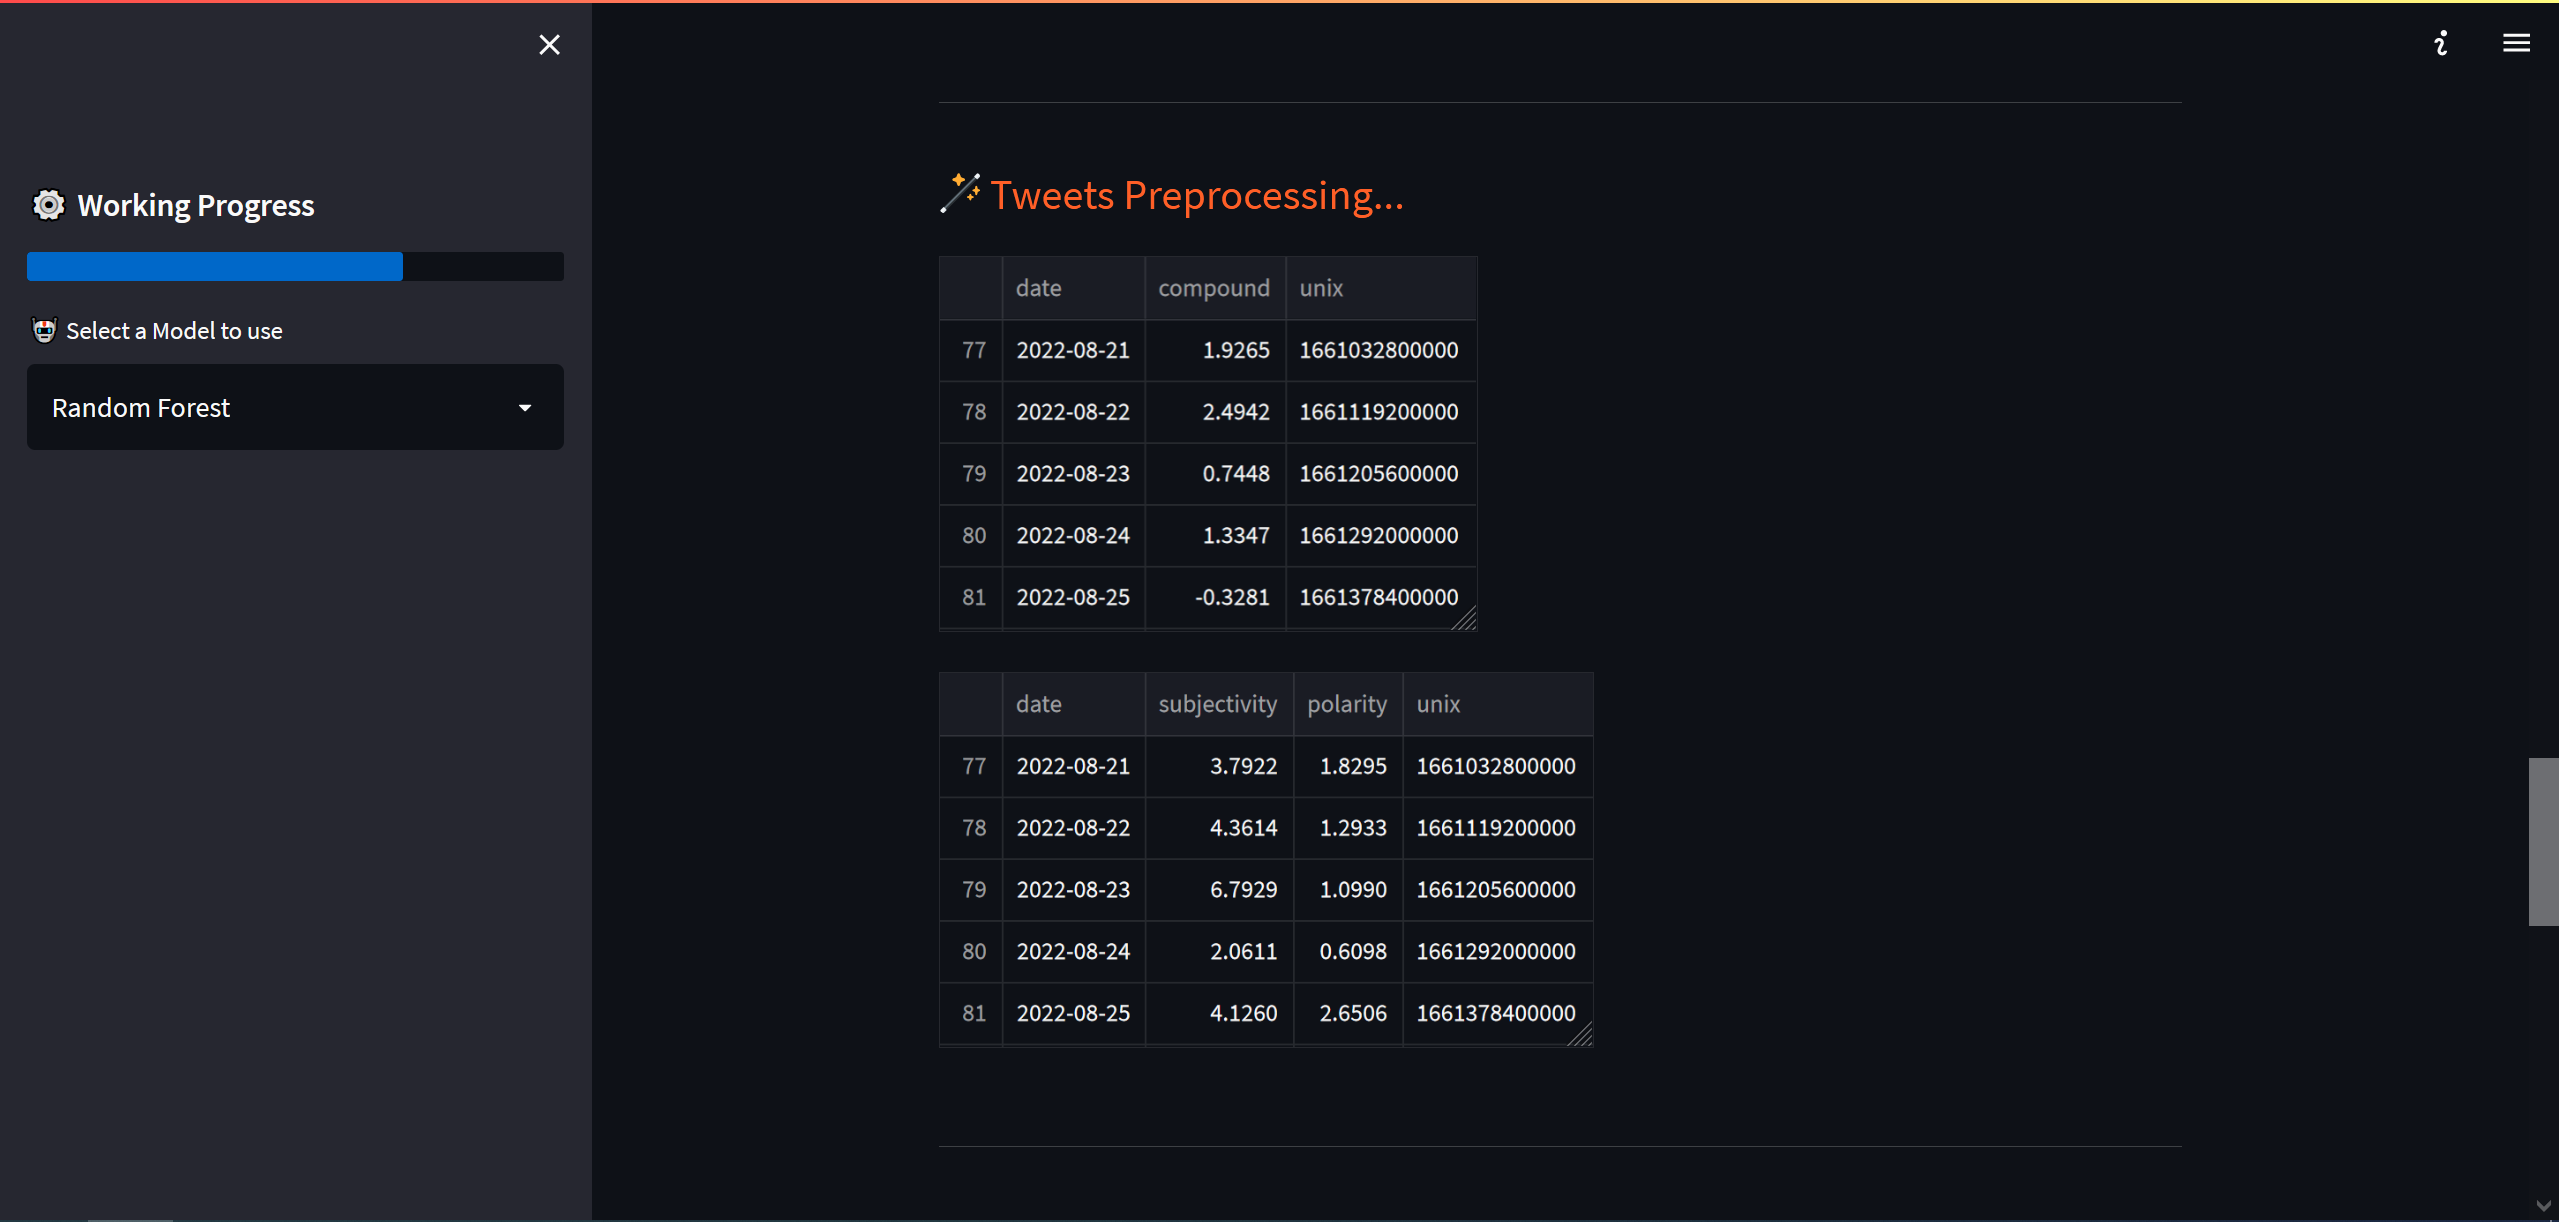 Working Progress
Select a Model to use
Random Forest
Tweets Preprocessing...
date compound unix
77 2022-08-21 1.9265 1661032800000
78 2022-08-22 2.4942 1661119200000
79 2022-08-23 0.7448 1661205600000
80 2022-08-24 1.3347 1661292000000
81 2022-08-25 -0.3281 1661378400000
date subjectivity polarity unix
77 2022-08-21 3.7922 1.8295 1661032800000
78 2022-08-22 4.3614 1.2933 1661119200000
79 2022-08-23 6.7929 1.0990 1661205600000
80 2022-08-24 2.0611 0.6098 1661292000000
81 2022-08-25 4.1260 2.6506 1661378400000